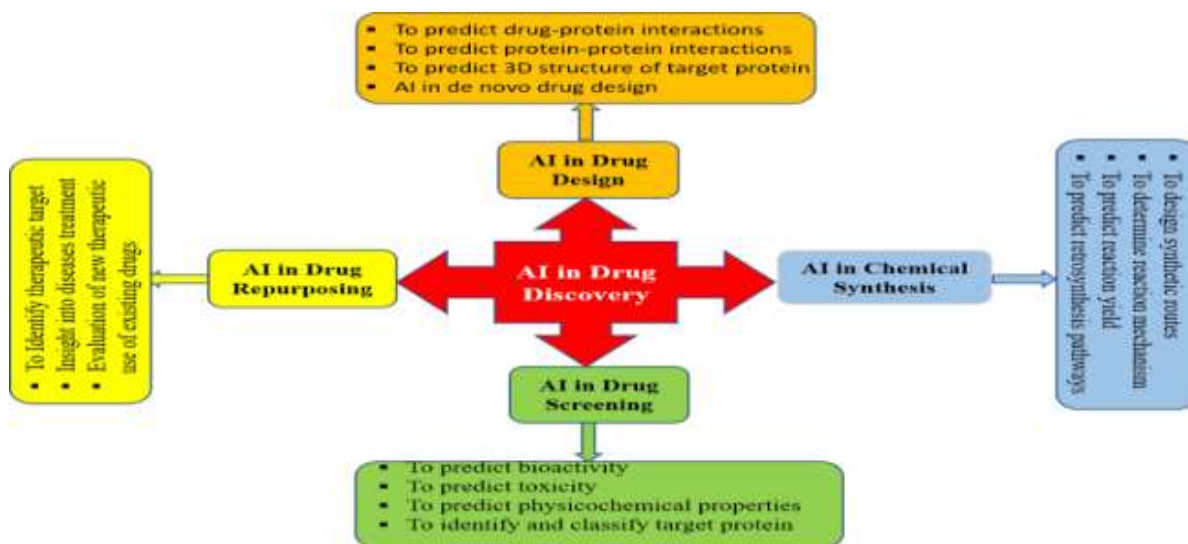 To predict drug-protein interactions
To predict protein-protein interactions
To predict 3D structure of target protein
AI in de novo drug design
AI in Drug
Design
To Identify therapeutic target
Insight into diseases treatment
Evaluation of new therapeutic
use of existing drugs
AI in Drug
Repurposing
AI in Drug
Discovery
AI in Chemical
Synthesis
To design synthetic routes
To determine reaction mechanism
To predict reaction yield
To predict retrosynthesis pathways
AI in Drug
Screening
To predict bioactivity
To predict toxicity
To predict physicochemical properties
To identify and classify target protein